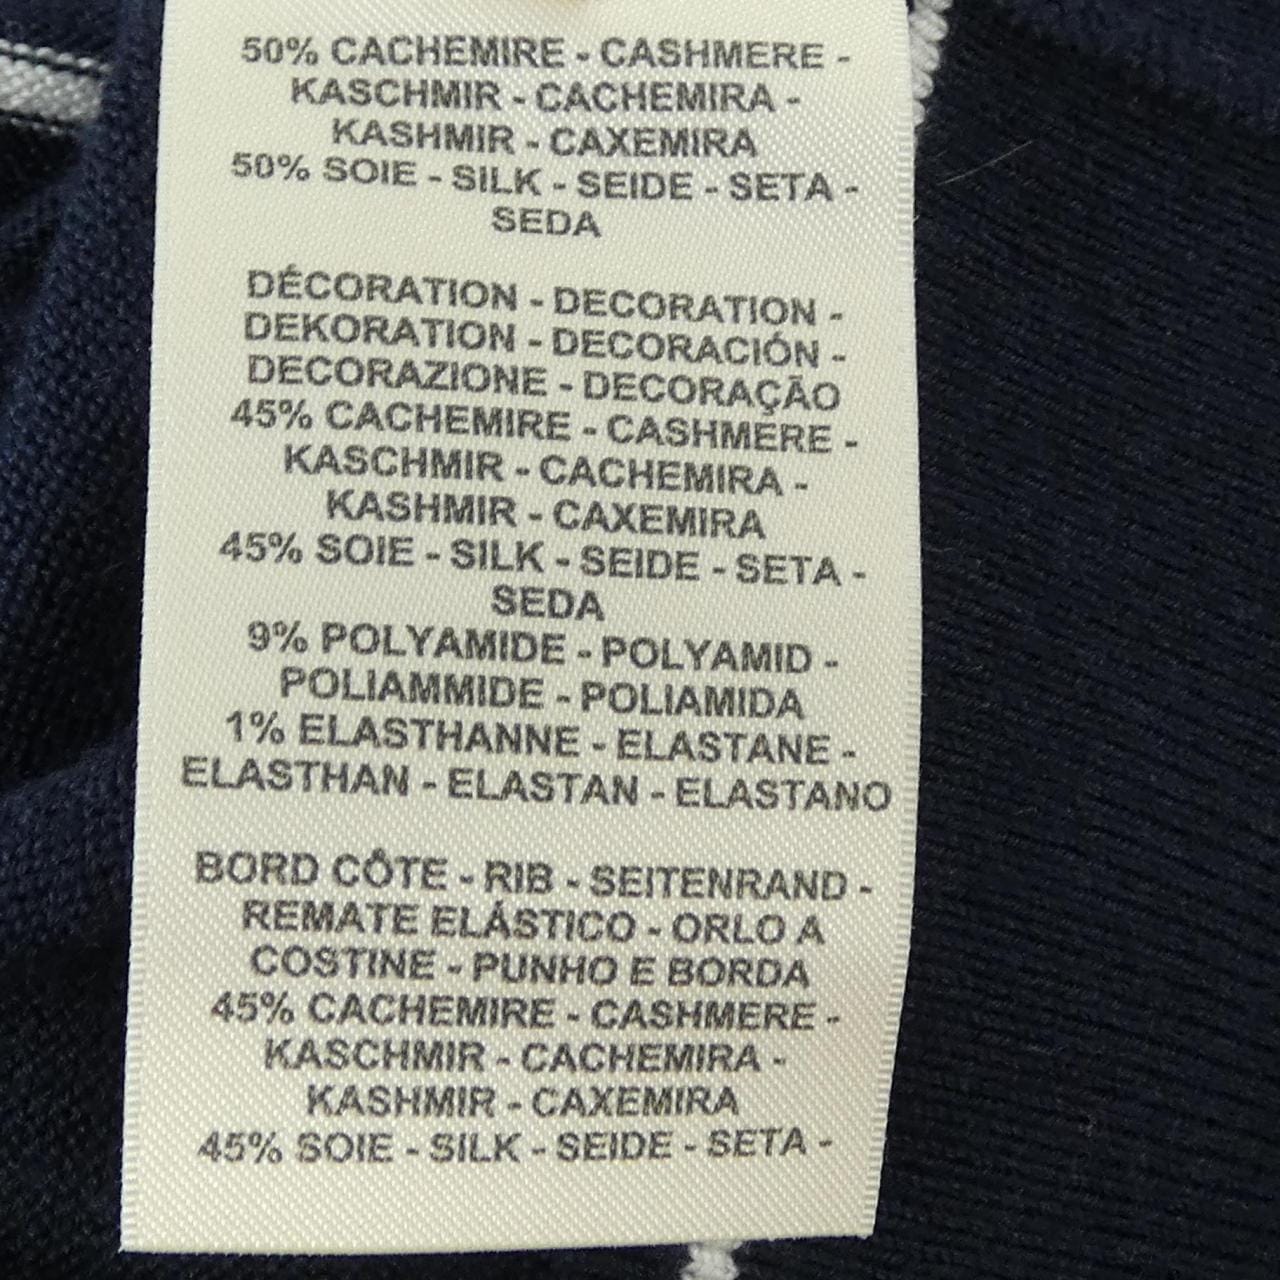 50% CACHEMIRE - CASHMERE -
KASCHMIR - CACHEMIRA -
KASHMIR - CAXEMIRA
50% SOIE - SILK - SEIDE - SETA -
SEDA
DÉCORATION - DECORATION -
DEKORATION - DECORACIÓN -
DECORAZIONE - DECORAÇÃO
45% CACHEMIRE - CASHMERE -
KASCHMIR - CACHEMIRA -
KASHMIR - CAXEMIRA
45% SOIE - SILK - SEIDE - SETA -
SEDA
9% POLYAMIDE - POLYAMID -
POLIAMMIDE - POLIAMIDA
1% ELASTHANNE - ELASTANE -
ELASTHAN - ELASTAN - ELASTANO
BORD CÔTE - RIB - SEITENRAND -
REMATE ELÁSTICO - ORLO A
COSTINE - PUNHO E BORDA
45% CACHEMIRE - CASHMERE -
KASCHMIR - CACHEMIRA -
KASHMIR - CAXEMIRA
45% SOIE - SILK - SEIDE - SETA -